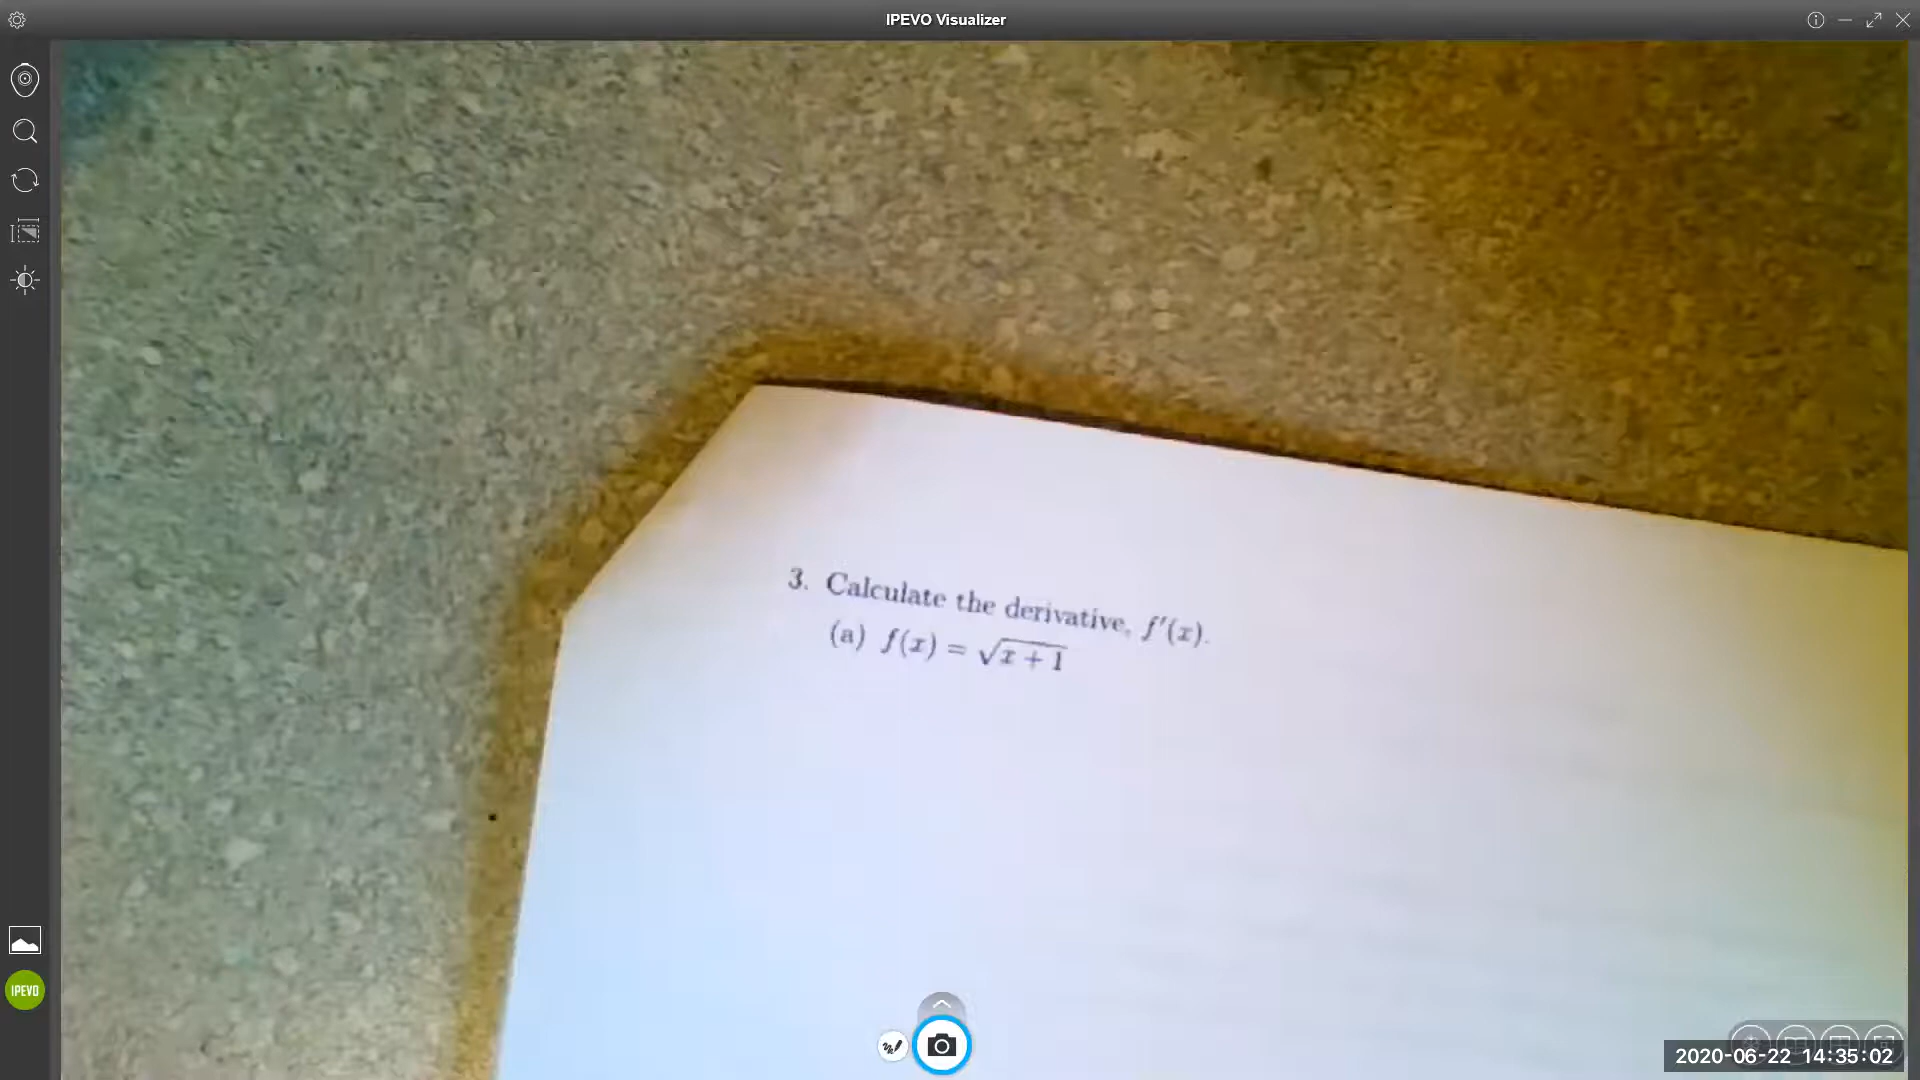 IPEVO Visualizer
3. Calculate the derivative, f′(x).
(a) f(x) = √x + 1
IPEVO
2020-06-22 14:35:02